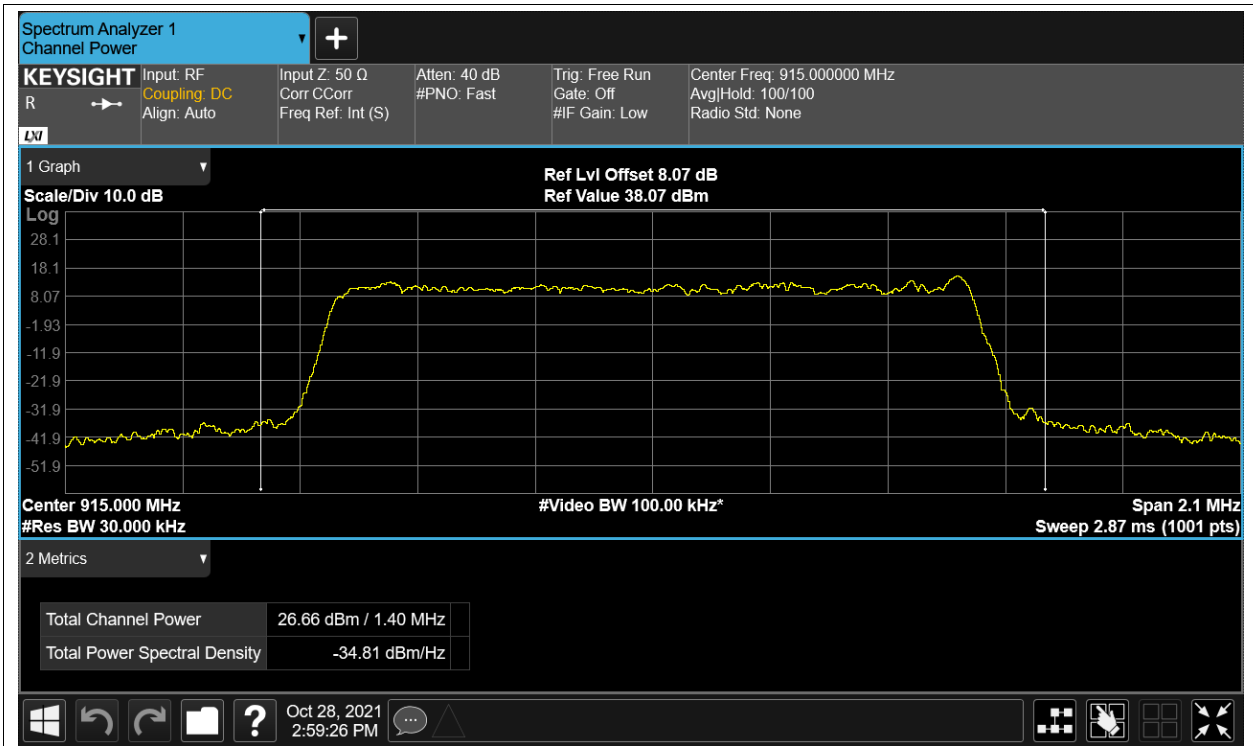 Spectrum Analyzer 1
Channel Power
KEYSIGHT
R
LXI
Input: RF
Coupling: DC
Align: Auto
Input Z: 50 Ω
Corr CCorr
Freq Ref: Int (S)
Atten: 40 dB
#PNO: Fast
Trig: Free Run
Gate: Off
#IF Gain: Low
Center Freq: 915.000000 MHz
Avg|Hold: 100/100
Radio Std: None
1 Graph
Scale/Div 10.0 dB
Ref Lvl Offset 8.07 dB
Ref Value 38.07 dBm
Log
28.1
18.1
8.07
-1.93
-11.9
-21.9
-31.9
-41.9
-51.9
Center 915.000 MHz
#Video BW 100.00 kHz*
Span 2.1 MHz
#Res BW 30.000 kHz
Sweep 2.87 ms (1001 pts)
2 Metrics
Total Channel Power 26.66 dBm / 1.40 MHz
Total Power Spectral Density -34.81 dBm/Hz
?
Oct 28, 2021
2:59:26 PM